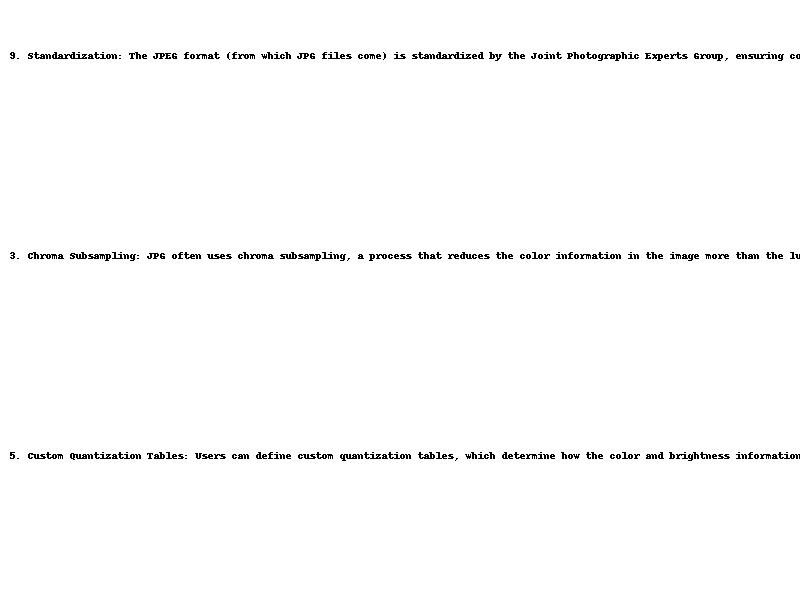 9. Standardization: The JPEG format (from which JPG files come) is standardized by the Joint Photographic Experts Group, ensuring co
3. Chroma Subsampling: JPG often uses chroma subsampling, a process that reduces the color information in the image more than the lu
5. Custom Quantization Tables: Users can define custom quantization tables, which determine how the color and brightness information